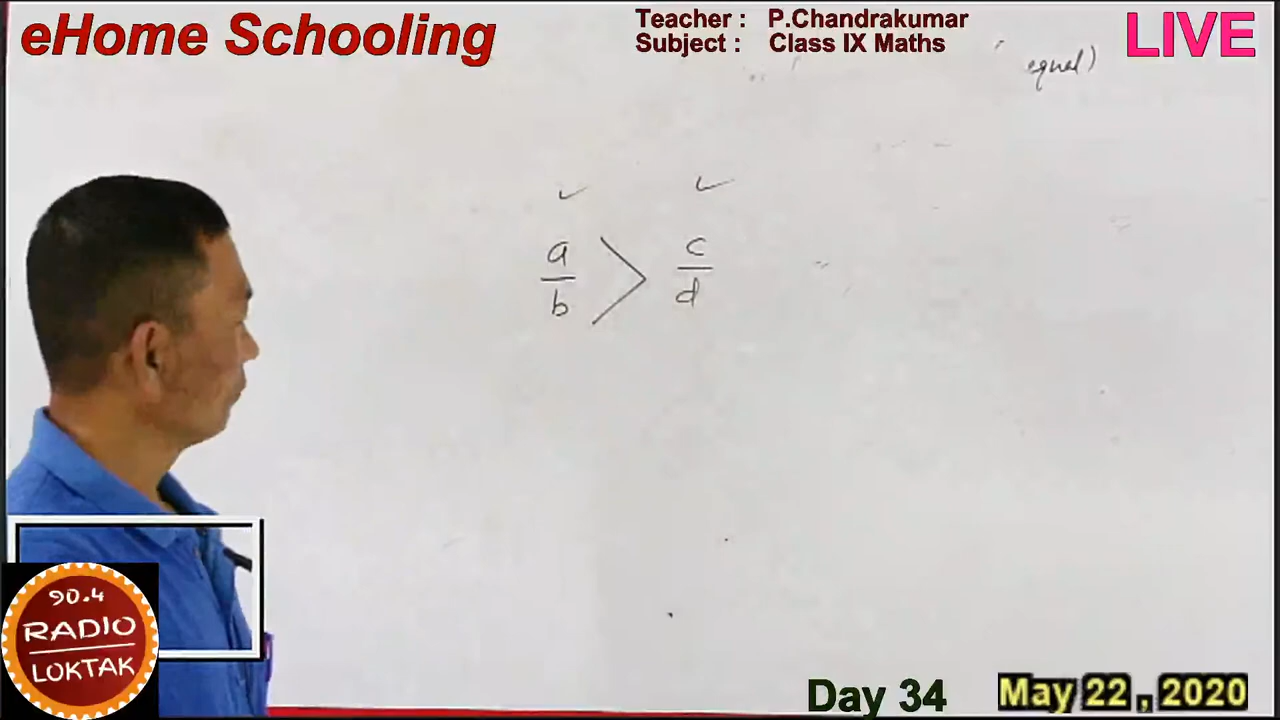 eHome Schooling
Teacher : P.Chandrakumar
Subject : Class IX Maths
LIVE
equal)
a/b > c/d
90.4
RADIO
LOKTAK
Day 34
May 22 , 2020